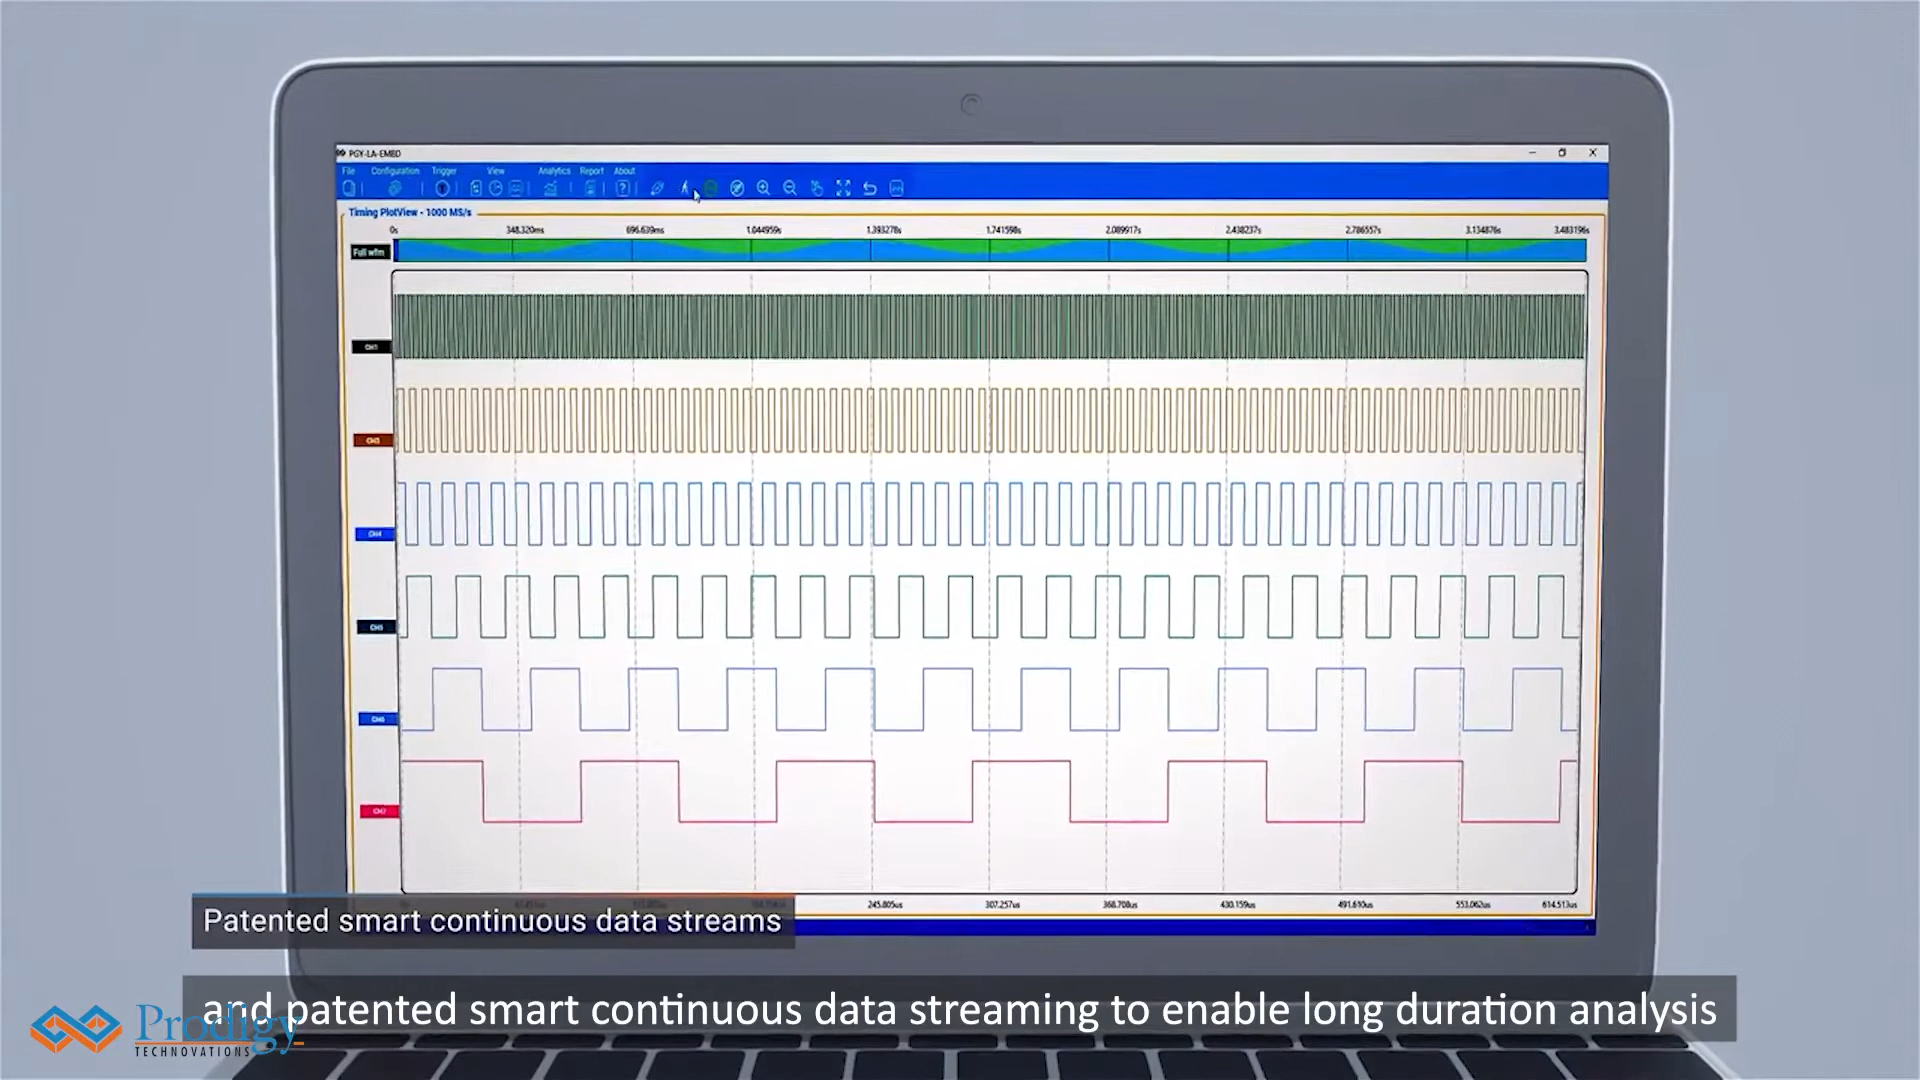 PGY-LA-EMBD
File Configuration Trigger View Analytics Report About
Timing PlotView - 1000 MS/s
0s 348.320ms 696.639ms 1.044959s 1.393278s 1.741598s 2.089917s 2.438237s 2.786557s 3.134876s 3.483196s
Full wfm
CH1
CH3
CH4
CH5
CH6
CH7
245.805us 307.257us 368.708us 430.159us 491.610us 553.062us 614.513us
Patented smart continuous data streams
and patented smart continuous data streaming to enable long duration analysis
Prodigy
TECHNOVATIONS